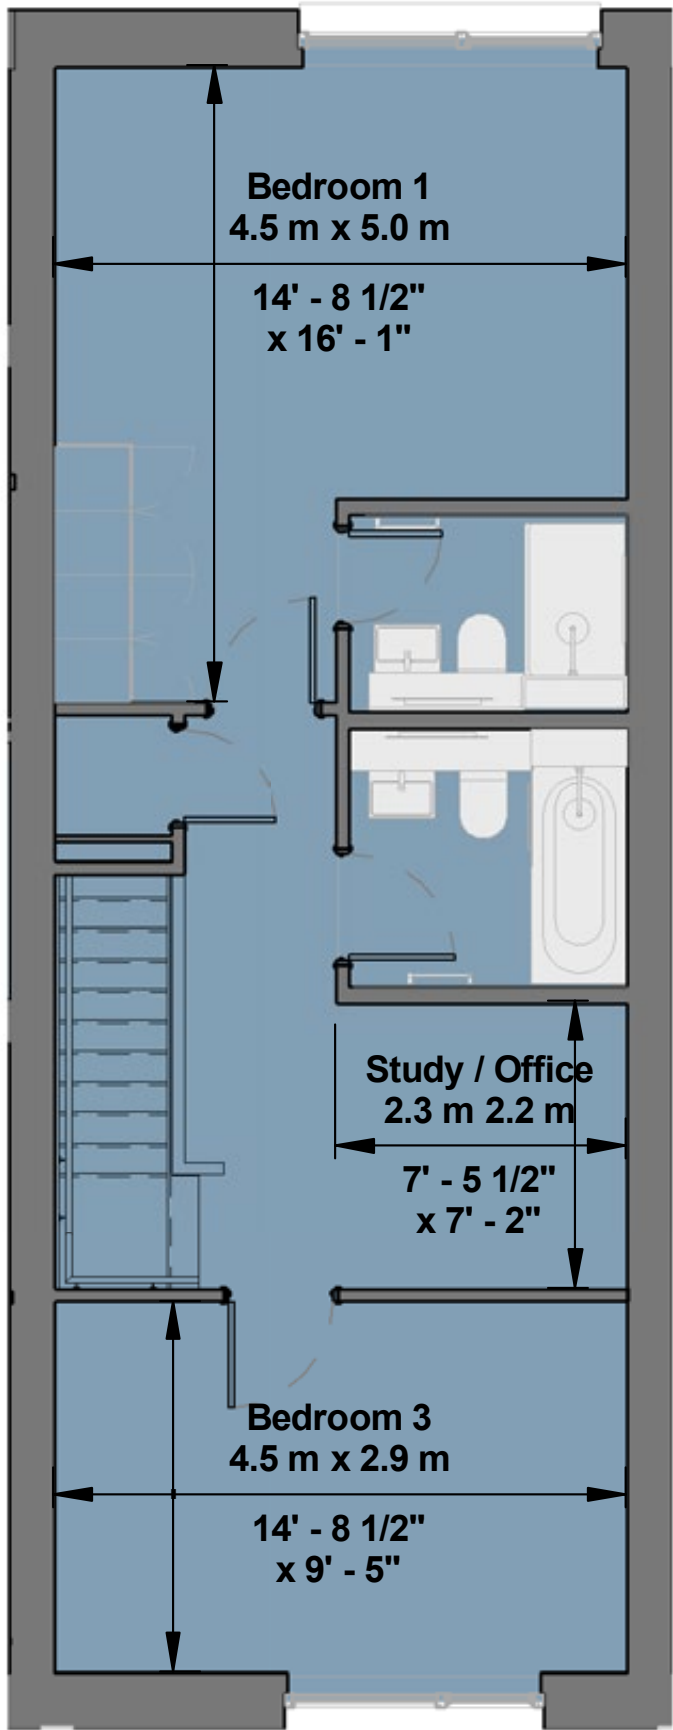 Bedroom 1
4.5 m x 5.0 m
14' - 8 1/2"
x 16' - 1"
Study / Office
2.3 m 2.2 m
7' - 5 1/2"
x 7' - 2"
Bedroom 3
4.5 m x 2.9 m
14' - 8 1/2"
x 9' - 5"